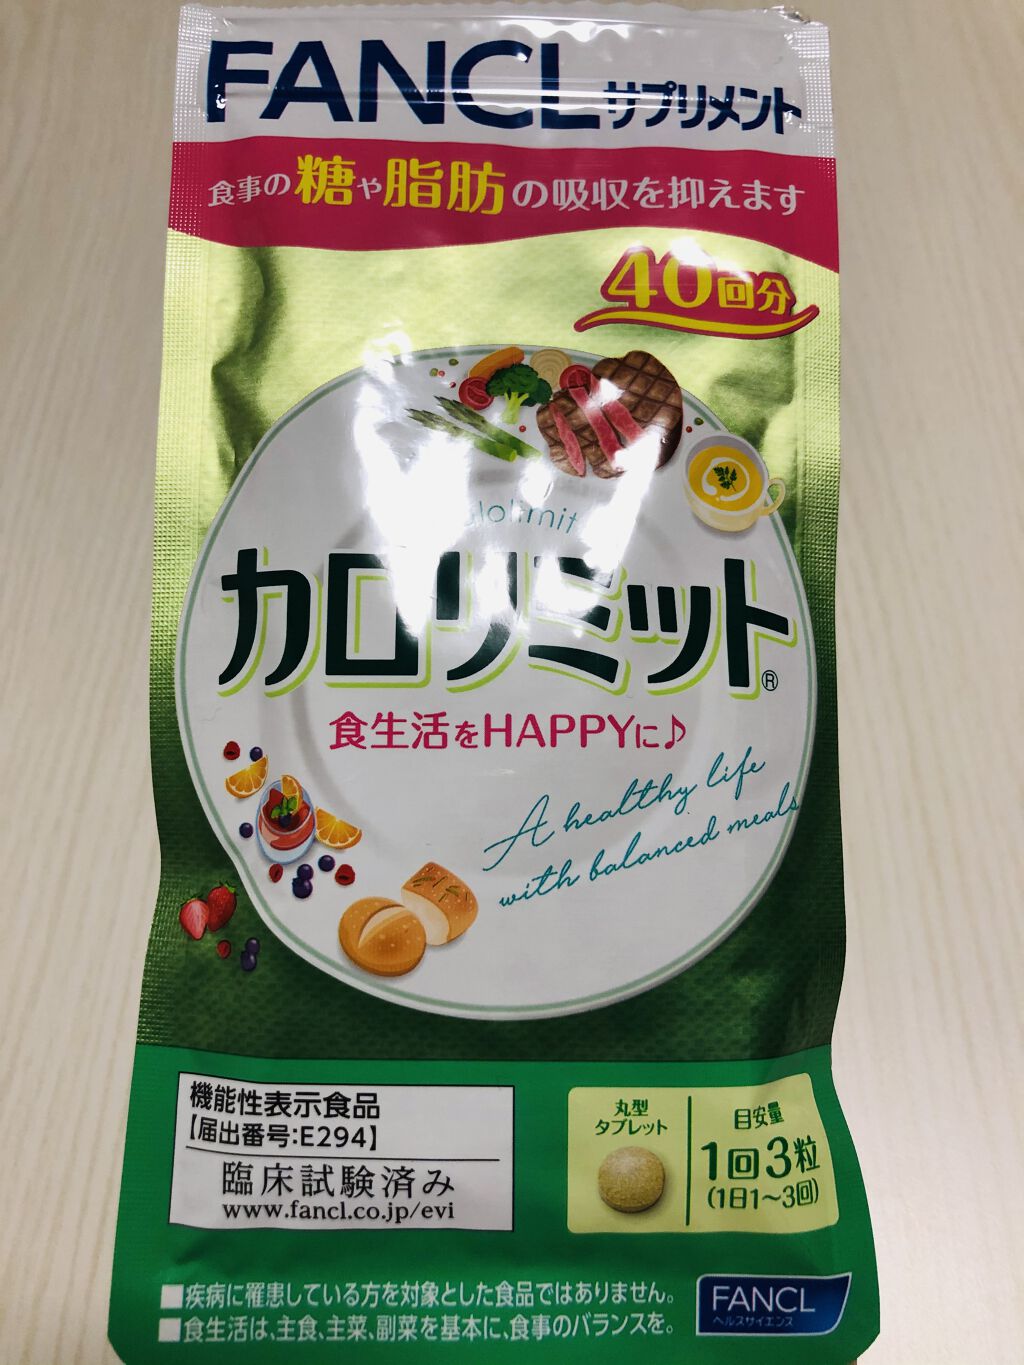 FANCL サプリメント
食事の糖や脂肪の吸収を抑えます
40回分
カロリミット®
食生活をHAPPYに♪
A healthy life
with balanced meals
機能性表示食品
【届出番号:E294】
臨床試験済み
www.fancl.co.jp/evi
丸型
タブレット
目安量
1回3粒
(1日1～3回)
■疾病に罹患している方を対象とした食品ではありません。
■食生活は、主食、主菜、副菜を基本に、食事のバランスを。
FANCL
ヘルスサイエンス